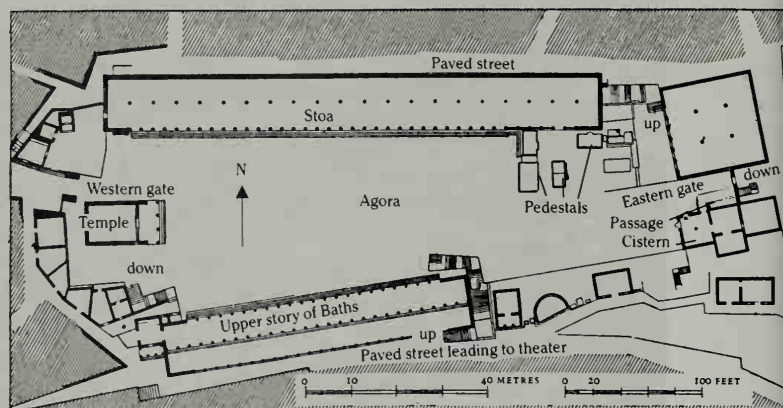 Paved street
Stoa
up
Western gate
N
Agora
Pedestals
Eastern gate
down
Temple
Passage
Cistern
down
Upper story of Baths
up
Paved street leading to theater
0 10 40 METRES 0 20 100 FEET